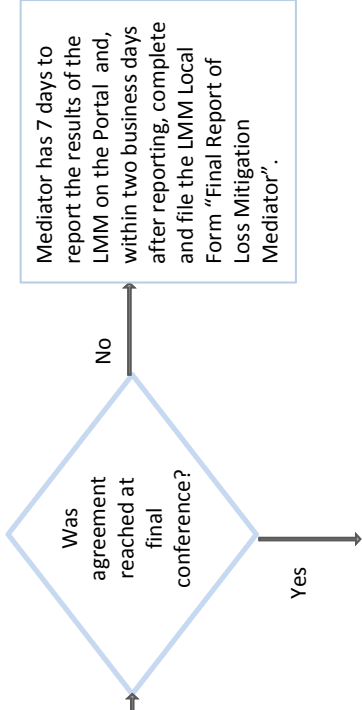 Was
agreement
reached at
final
conference?
No
Yes
Mediator has 7 days to
report the results of the
LMM on the Portal and,
within two business days
after reporting, complete
and file the LMM Local
Form “Final Report of
Loss Mitigation
Mediator”.